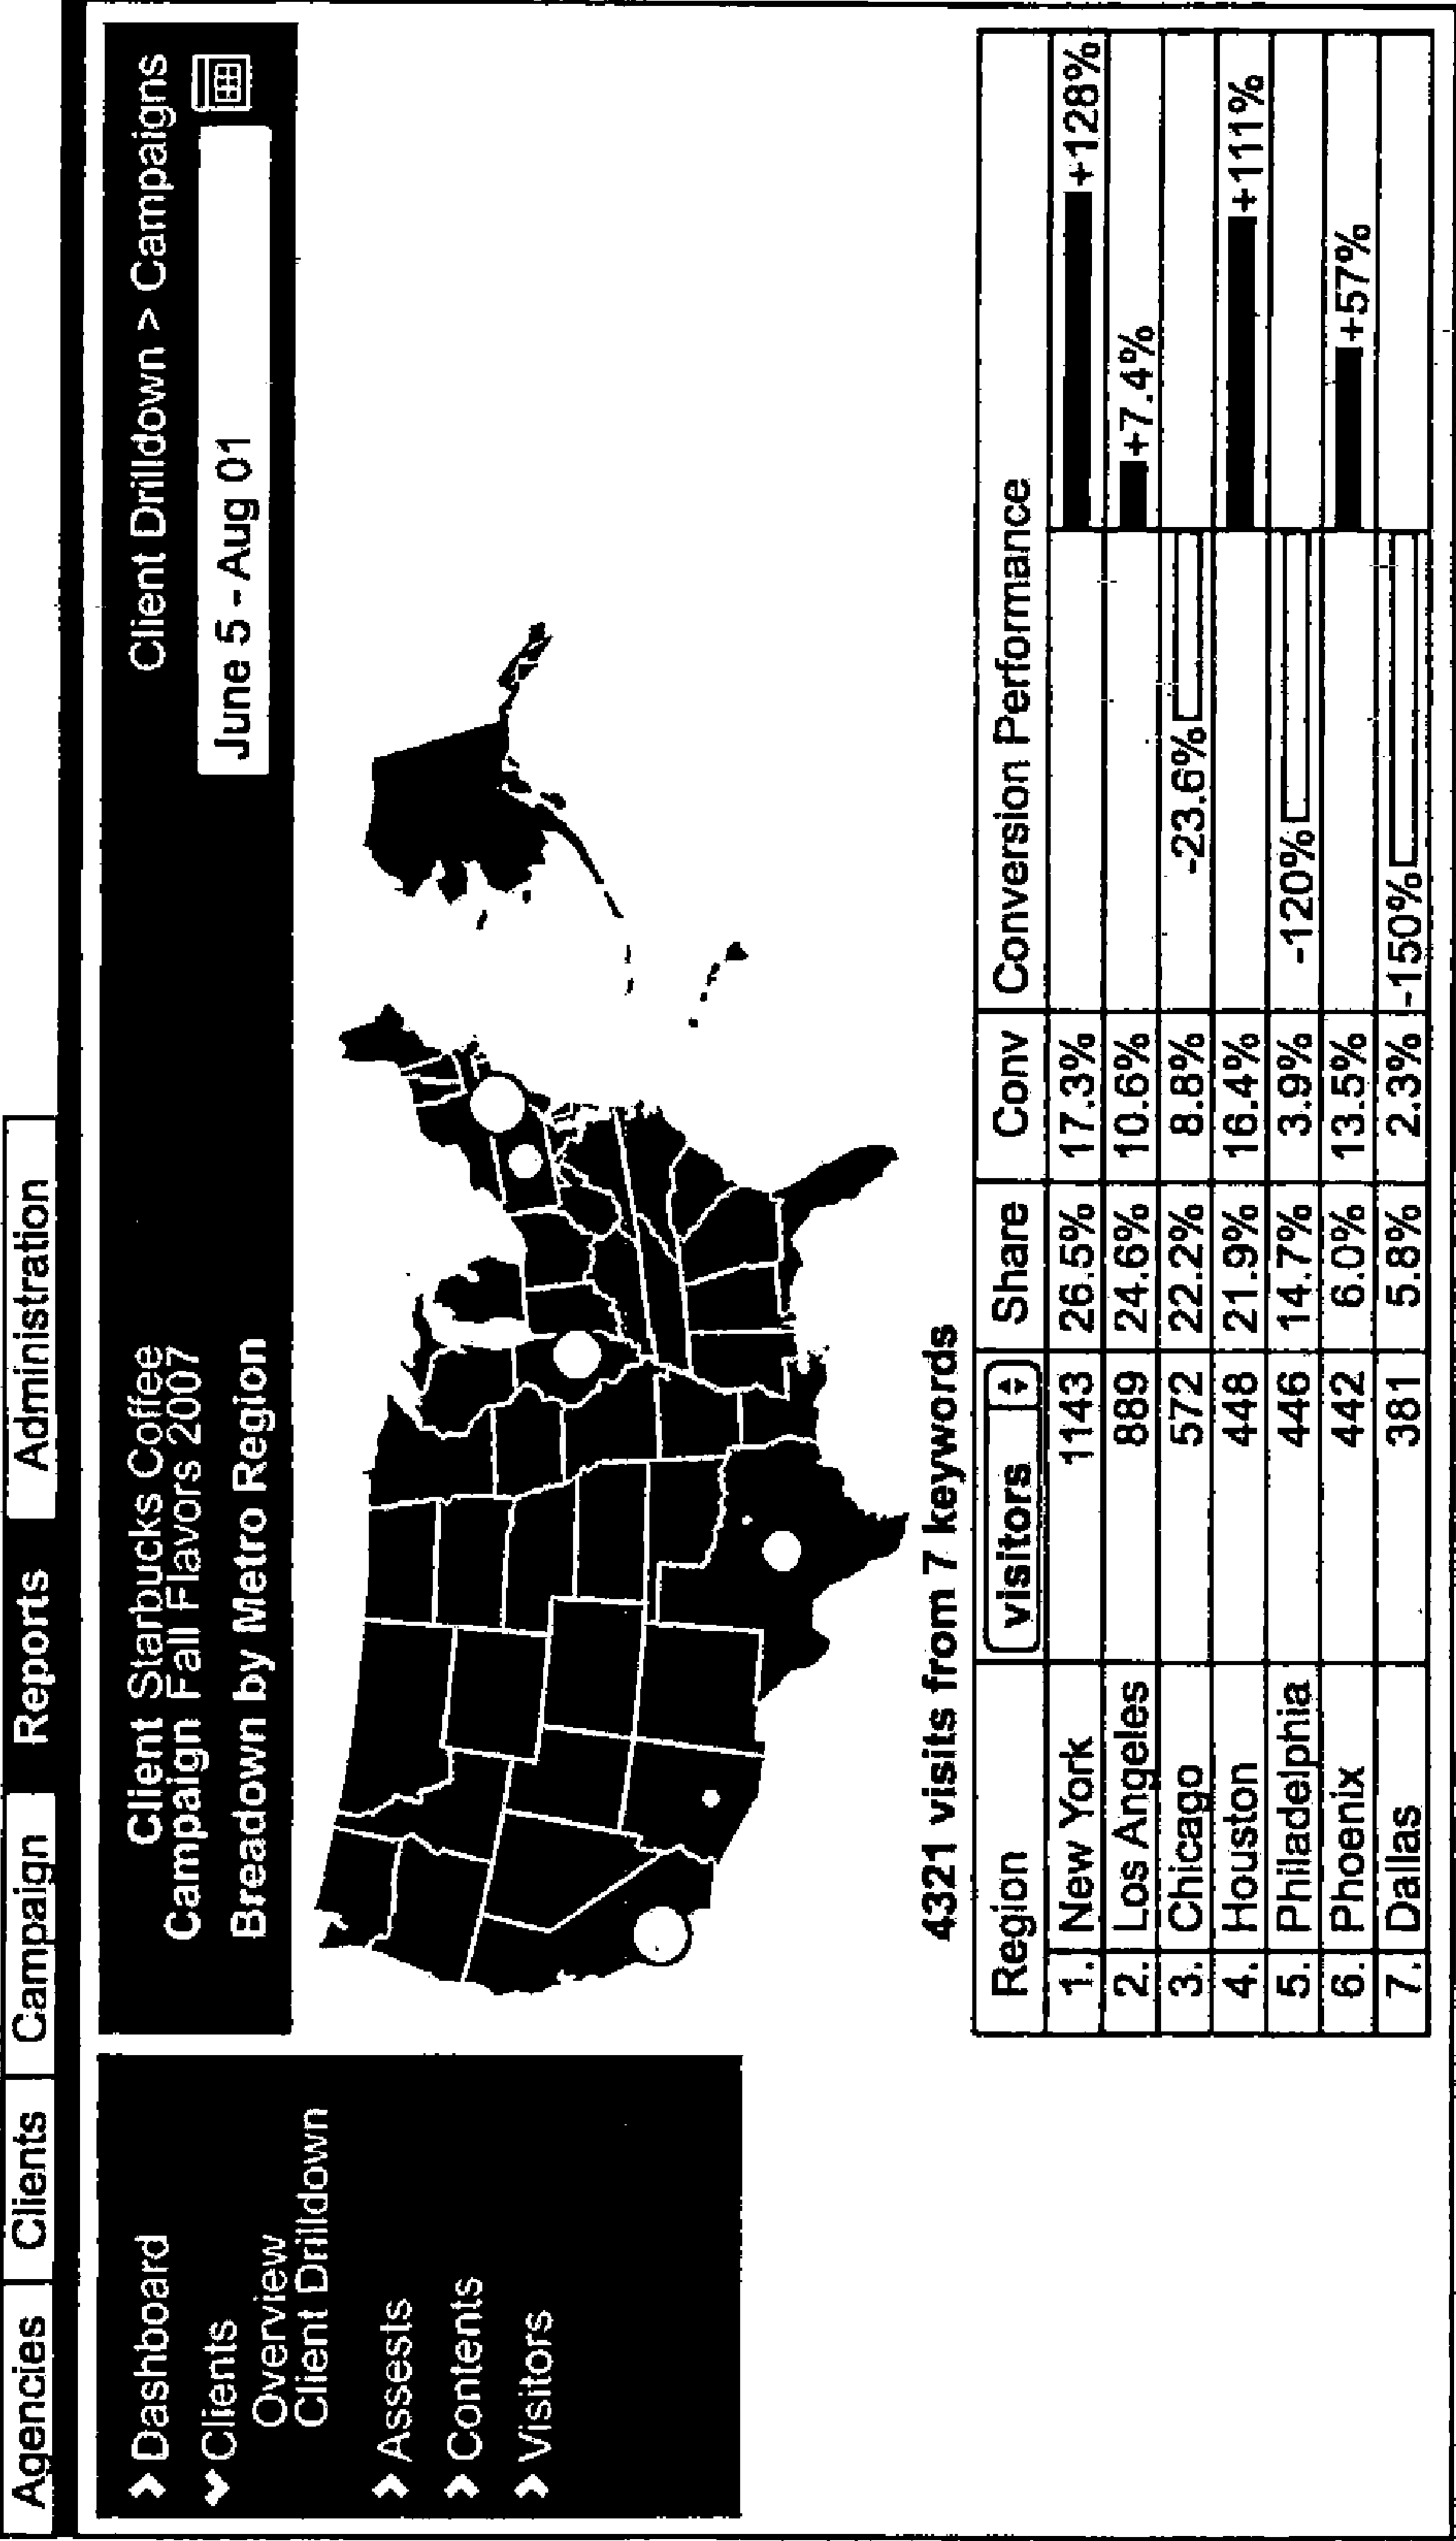 Agencies Clients Campaign Reports Administration
Dashboard
Clients
Overview
Client Drilldown
Assests
Contents
Visitors
Client Starbucks Coffee Client Drilldown > Campaigns
Campaign Fall Flavors 2007
Breadown by Metro Region June 5 - Aug 01
4321 visits from 7 keywords
Region visitors Share Conv Conversion Performance
1. New York 1143 26.5% 17.3% +128%
2. Los Angeles 889 24.6% 10.6% +7.4%
3. Chicago 572 22.2% 8.8% -23.6%
4. Houston 448 21.9% 16.4% +111%
5. Philadelphia 446 14.7% 3.9% -120%
6. Phoenix 442 6.0% 13.5% +57%
7. Dallas 381 5.8% 2.3% -150%